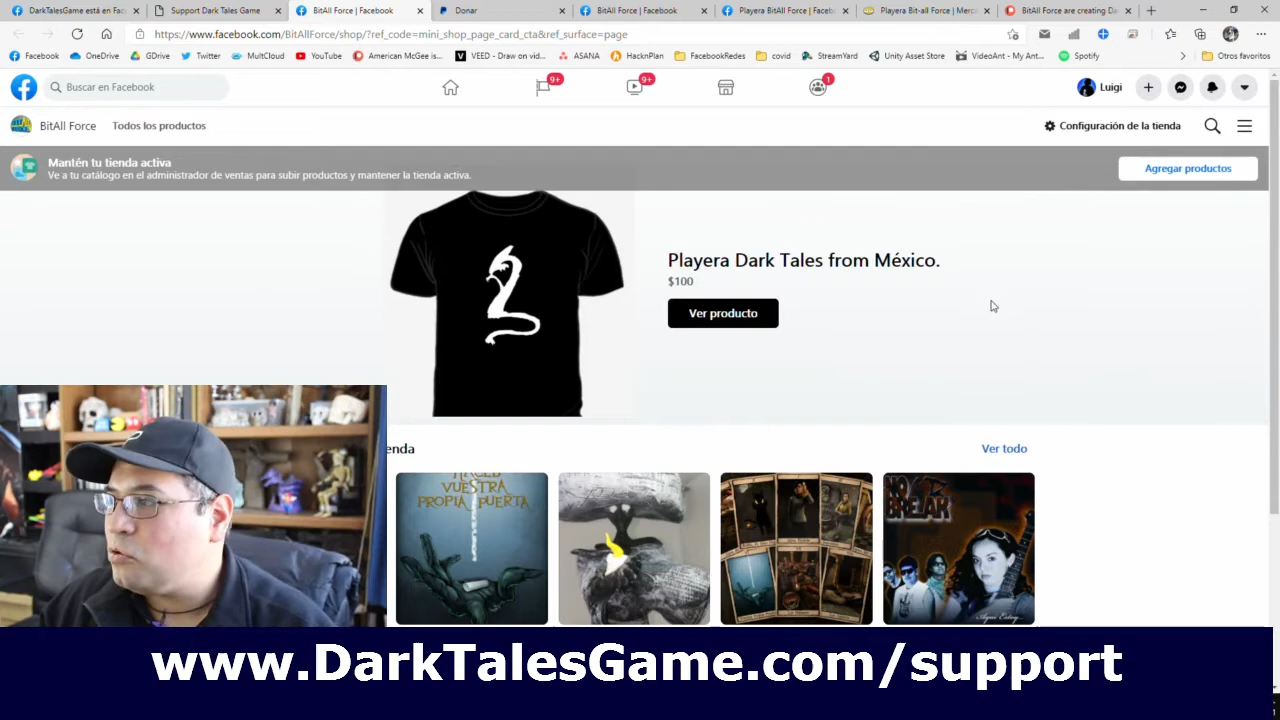 DarkTalesGame está en Fac
Support Dark Tales Game
BitAll Force | Facebook
Donar
BitAll Force | Facebook
Playera BitAll Force | Faceb
Playera Bit-all Force | Merc
BitAll Force are creating Da
https://www.facebook.com/BitAllForce/shop/?ref_code=mini_shop_page_card_cta&ref_surface=page
Facebook
OneDrive
GDrive
Twitter
MultCloud
YouTube
American McGee is...
VEED - Draw on vid...
ASANA
HacknPlan
FacebookRedes
covid
StreamYard
Unity Asset Store
VideoAnt - My Ant...
Spotify
Otros favoritos
Buscar en Facebook
9+
9+
1
Luigi
BitAll Force
Todos los productos
Configuración de la tienda
Mantén tu tienda activa
Ve a tu catálogo en el administrador de ventas para subir productos y mantener la tienda activa.
Agregar productos
Playera Dark Tales from México.
$100
Ver producto
enda
Ver todo
HACED
VUESTRA
PROPIA PUERTA
NO
BREAK
Aqui Estoy...
www.DarkTalesGame.com/support